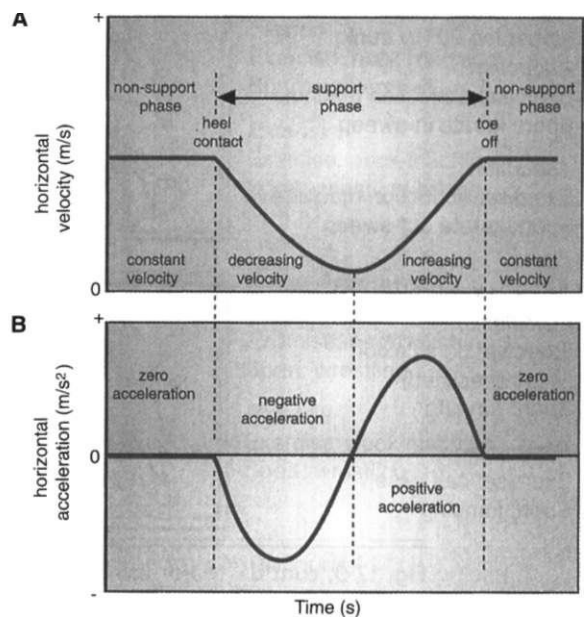 A
+
non-support
phase
support
phase
non-support
phase
heel
contact
toe
off
horizontal
velocity (m/s)
constant
velocity
decreasing
velocity
increasing
velocity
constant
velocity
0
B
+
zero
acceleration
negative
acceleration
zero
acceleration
horizontal
acceleration (m/s²)
0
positive
acceleration
-
Time (s)